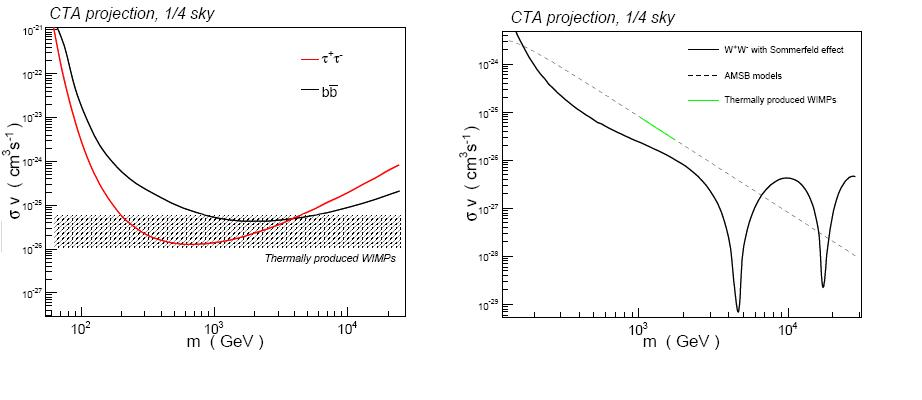 CTA projection, 1/4 sky
σ v ( cm³s⁻¹ )
10⁻²¹
10⁻²²
10⁻²³
10⁻²⁴
10⁻²⁵
10⁻²⁶
10⁻²⁷
τ⁺τ⁻
bb̅
Thermally produced WIMPs
10² 10³ 10⁴
m ( GeV )
CTA projection, 1/4 sky
σ v ( cm³s⁻¹ )
10⁻²⁴
10⁻²⁵
10⁻²⁶
10⁻²⁷
10⁻²⁸
10⁻²⁹
W⁺W⁻ with Sommerfeld effect
AMSB models
Thermally produced WIMPs
10³ 10⁴
m ( GeV )